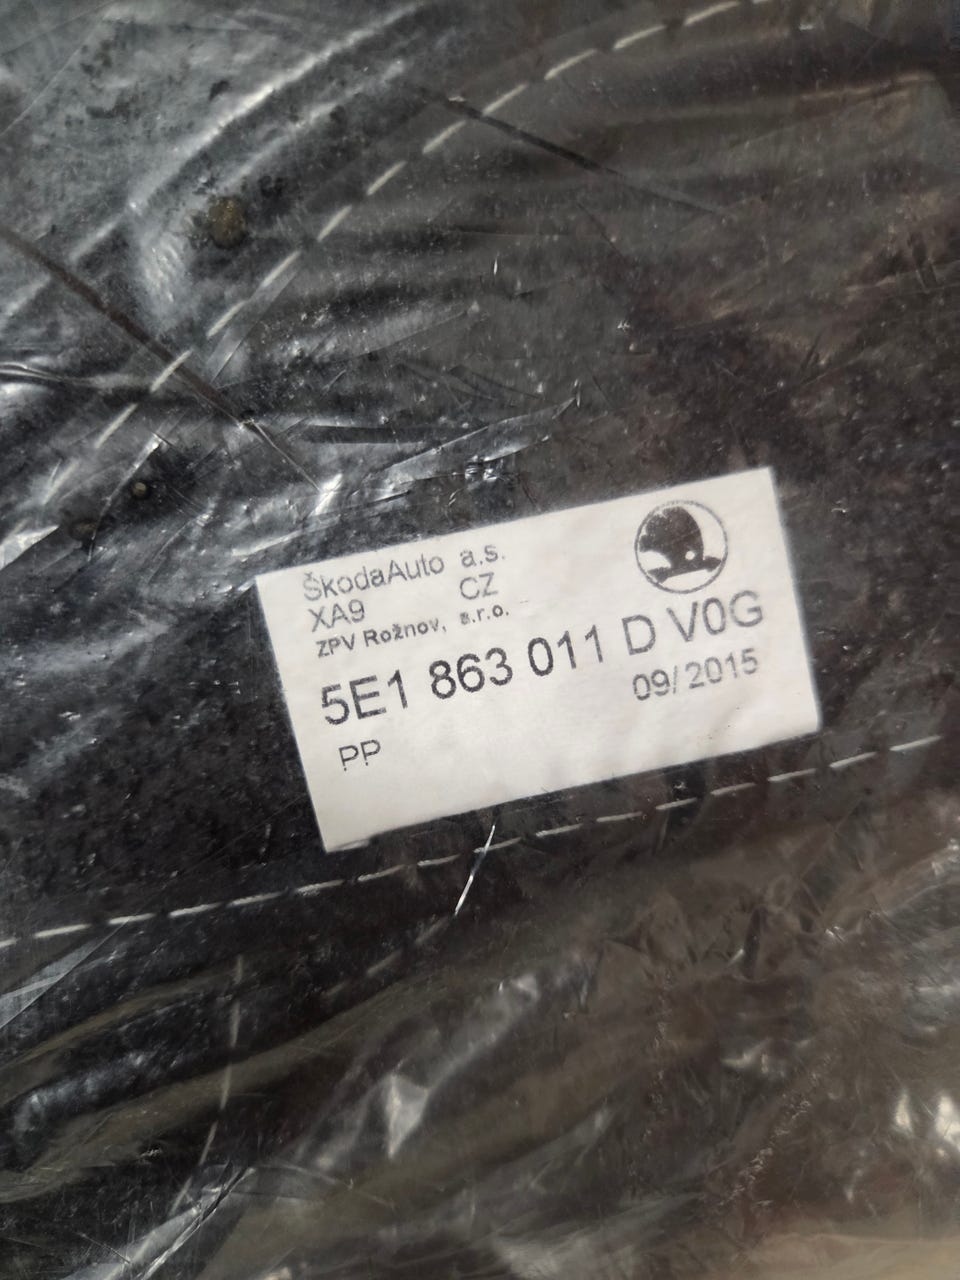 ŠkodaAuto a.s.
XA9 CZ
ZPV Rožnov, s.r.o.
5E1 863 011 D V0G
09/2015
PP